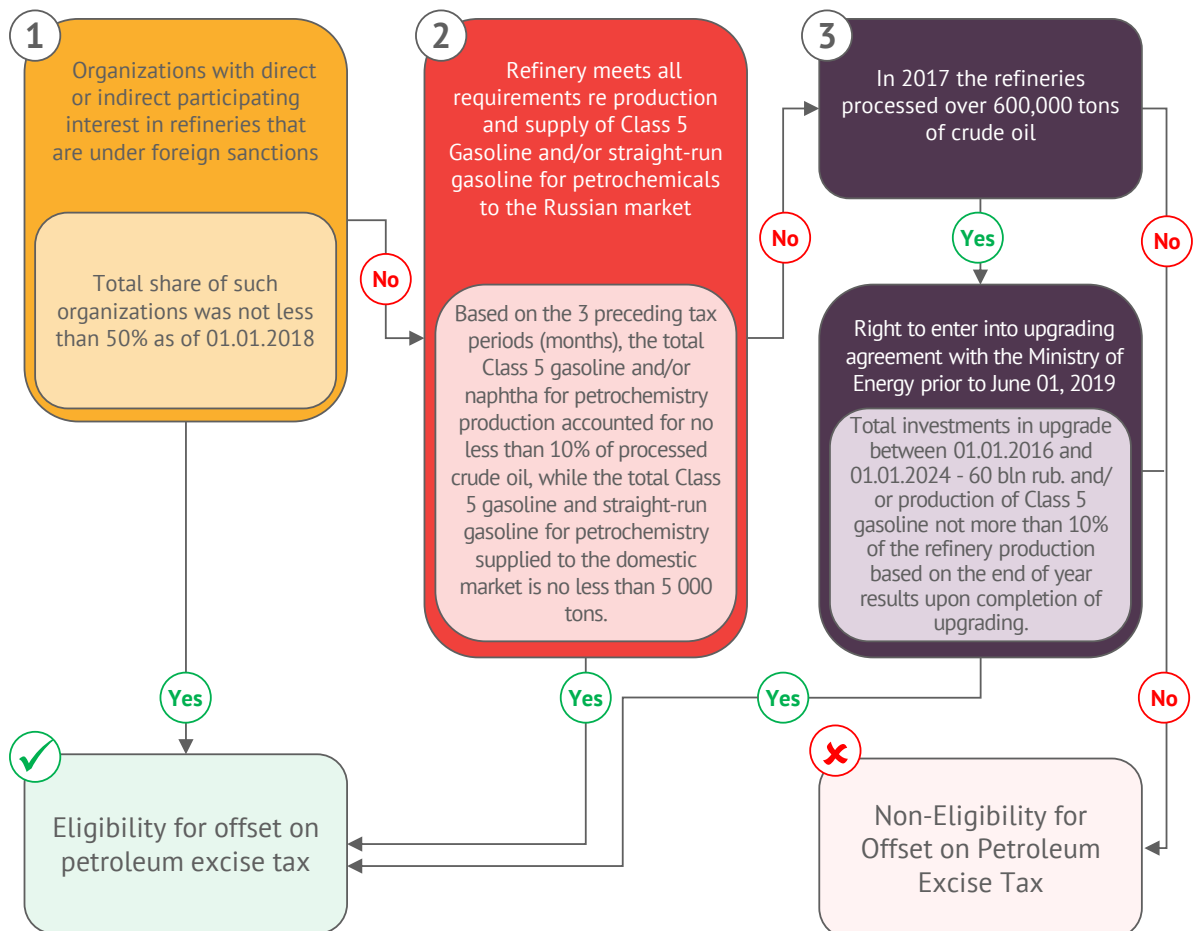 1
Organizations with direct
or indirect participating
interest in refineries that
are under foreign sanctions
Total share of such
organizations was not less
than 50% as of 01.01.2018
No
Yes
2
Refinery meets all
requirements re production
and supply of Class 5
Gasoline and/or straight-run
gasoline for petrochemicals
to the Russian market
Based on the 3 preceding tax
periods (months), the total
Class 5 gasoline and/or
naphtha for petrochemistry
production accounted for no
less than 10% of processed
crude oil, while the total Class
5 gasoline and straight-run
gasoline for petrochemistry
supplied to the domestic
market is no less than 5 000
tons.
No
Yes
3
In 2017 the refineries
processed over 600,000 tons
of crude oil
Yes
No
Right to enter into upgrading
agreement with the Ministry of
Energy prior to June 01, 2019
Total investments in upgrade
between 01.01.2016 and
01.01.2024 - 60 bln rub. and/
or production of Class 5
gasoline not more than 10%
of the refinery production
based on the end of year
results upon completion of
upgrading.
Yes
No
Eligibility for offset on
petroleum excise tax
Non-Eligibility for
Offset on Petroleum
Excise Tax